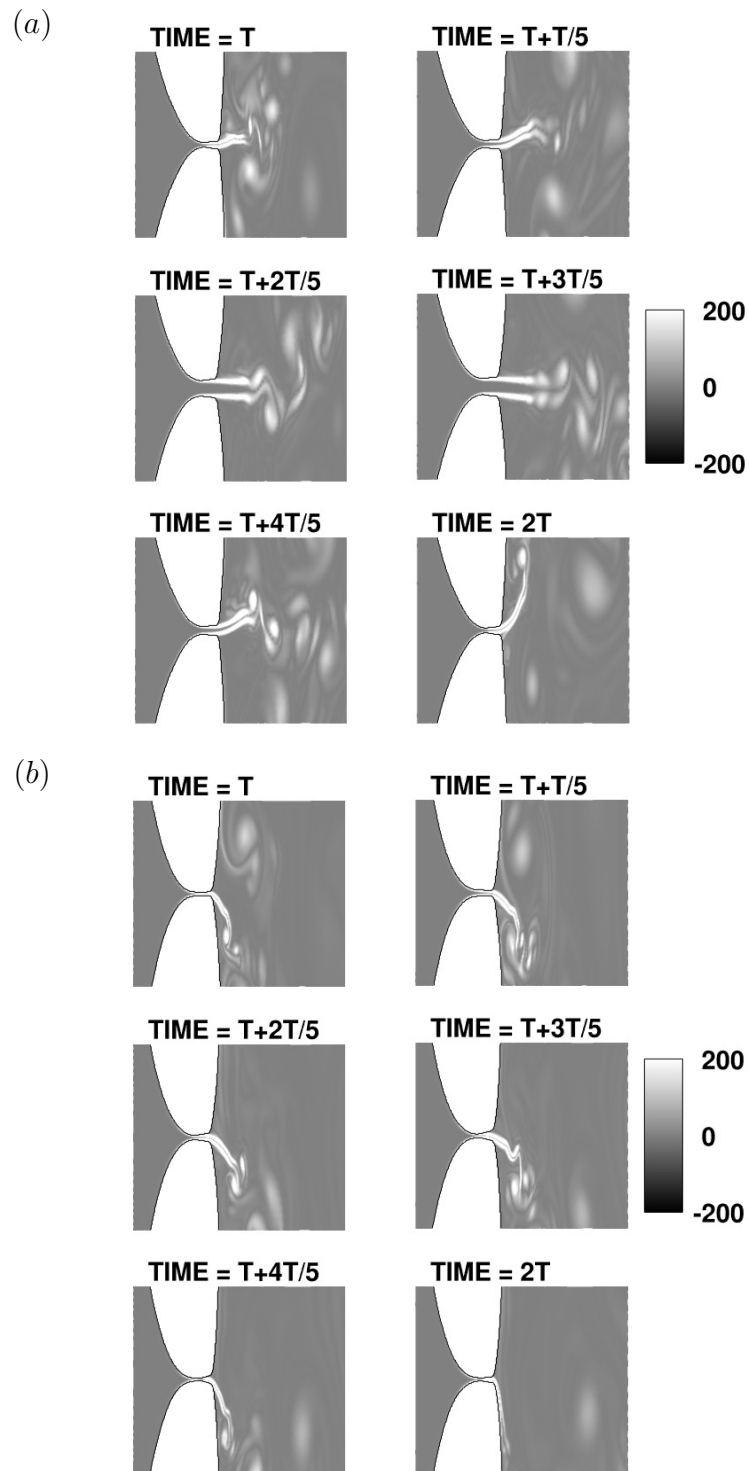 (a)
TIME = T TIME = T+T/5
TIME = T+2T/5 TIME = T+3T/5
200
0
-200
TIME = T+4T/5 TIME = 2T
(b)
TIME = T TIME = T+T/5
TIME = T+2T/5 TIME = T+3T/5
200
0
-200
TIME = T+4T/5 TIME = 2T